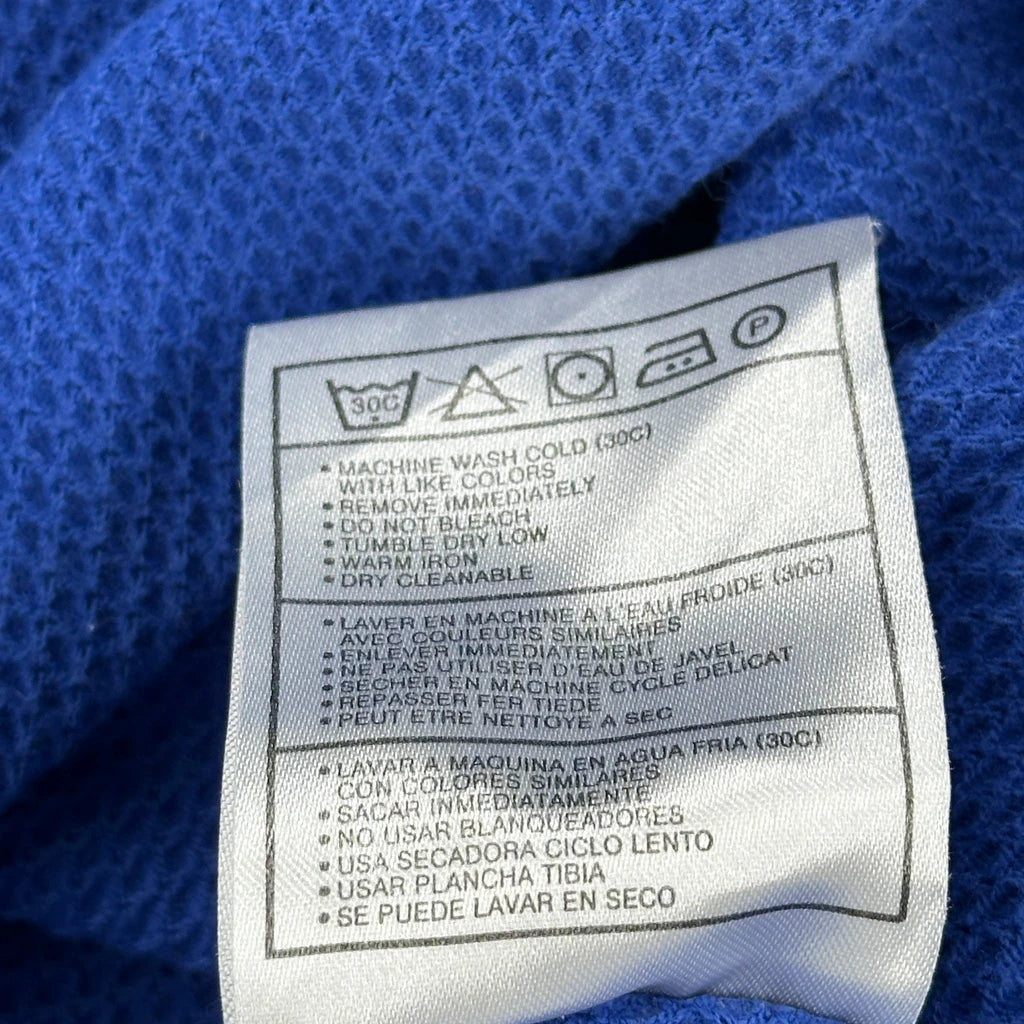 30C P
• MACHINE WASH COLD (30C)
WITH LIKE COLORS
• REMOVE IMMEDIATELY
• DO NOT BLEACH
• TUMBLE DRY LOW
• WARM IRON
• DRY CLEANABLE
• LAVER EN MACHINE A L'EAU FROIDE (30C)
AVEC COULEURS SIMILAIRES
• ENLEVER IMMEDIATEMENT
• NE PAS UTILISER D'EAU DE JAVEL
• SECHER EN MACHINE CYCLE DELICAT
• REPASSER FER TIEDE
• PEUT ETRE NETTOYE A SEC
• LAVAR A MAQUINA EN AGUA FRIA (30C)
CON COLORES SIMILARES
• SACAR INMEDIATAMENTE
• NO USAR BLANQUEADORES
• USA SECADORA CICLO LENTO
• USAR PLANCHA TIBIA
• SE PUEDE LAVAR EN SECO